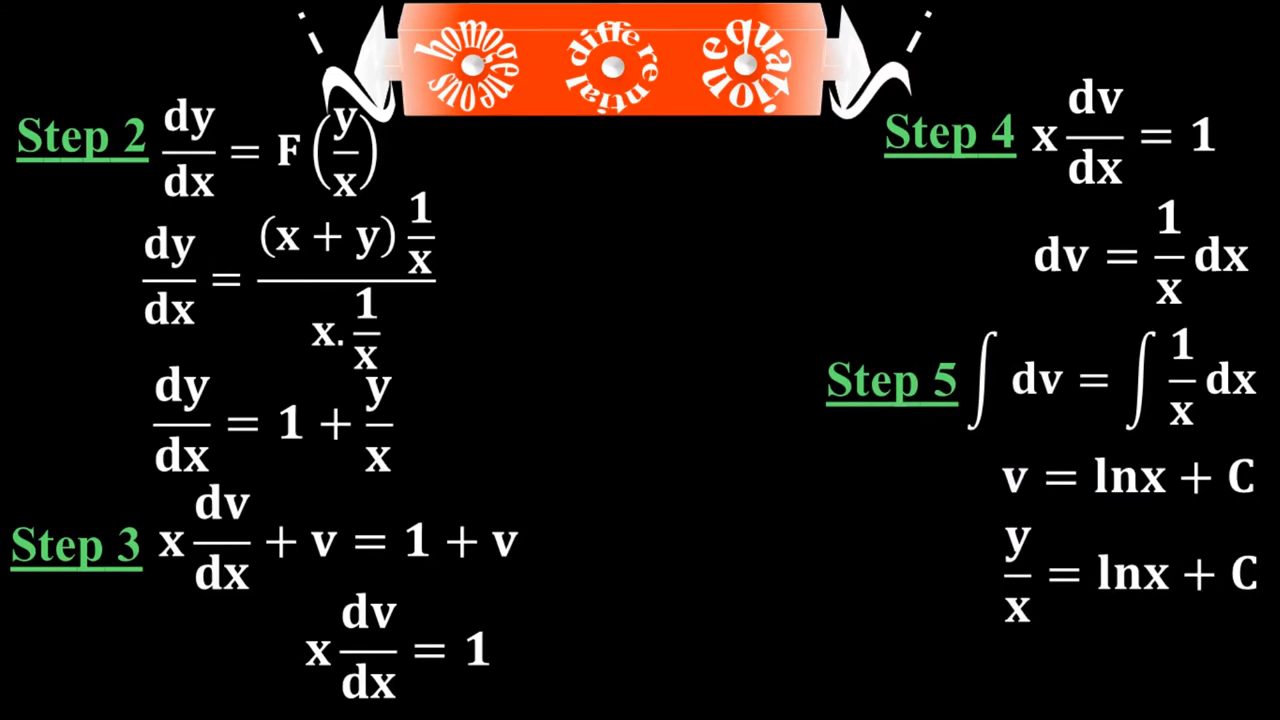 homogeneous differential equation
Step 2 dy/dx = F(y/x)
dy/dx = (x + y) 1/x / x. 1/x
dy/dx = 1 + y/x
Step 3 x dv/dx + v = 1 + v
x dv/dx = 1
Step 4 x dv/dx = 1
dv = 1/x dx
Step 5 ∫ dv = ∫ 1/x dx
v = lnx + C
y/x = lnx + C